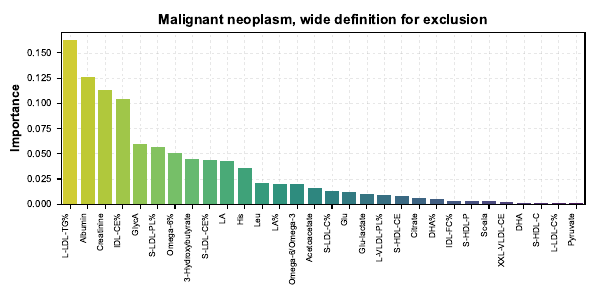 Malignant neoplasm, wide definition for exclusion
Importance
0.150
0.125
0.100
0.075
0.050
0.025
0.000
L-LDL-TG%
Albumin
Creatinine
IDL-CE%
GlycA
S-LDL-PL%
Omega-6%
3-Hydroxybutyrate
S-LDL-CE%
LA
His
Leu
LA%
Omega-6/Omega-3
Acetoacetate
S-LDL-C%
Glu
Glu-lactate
L-VLDL-PL%
S-HDL-CE
Citrate
DHA%
IDL-FC%
S-HDL-P
XXL-VLDL-CE
DHA
S-HDL-C
L-LDL-C%
Pyruvate